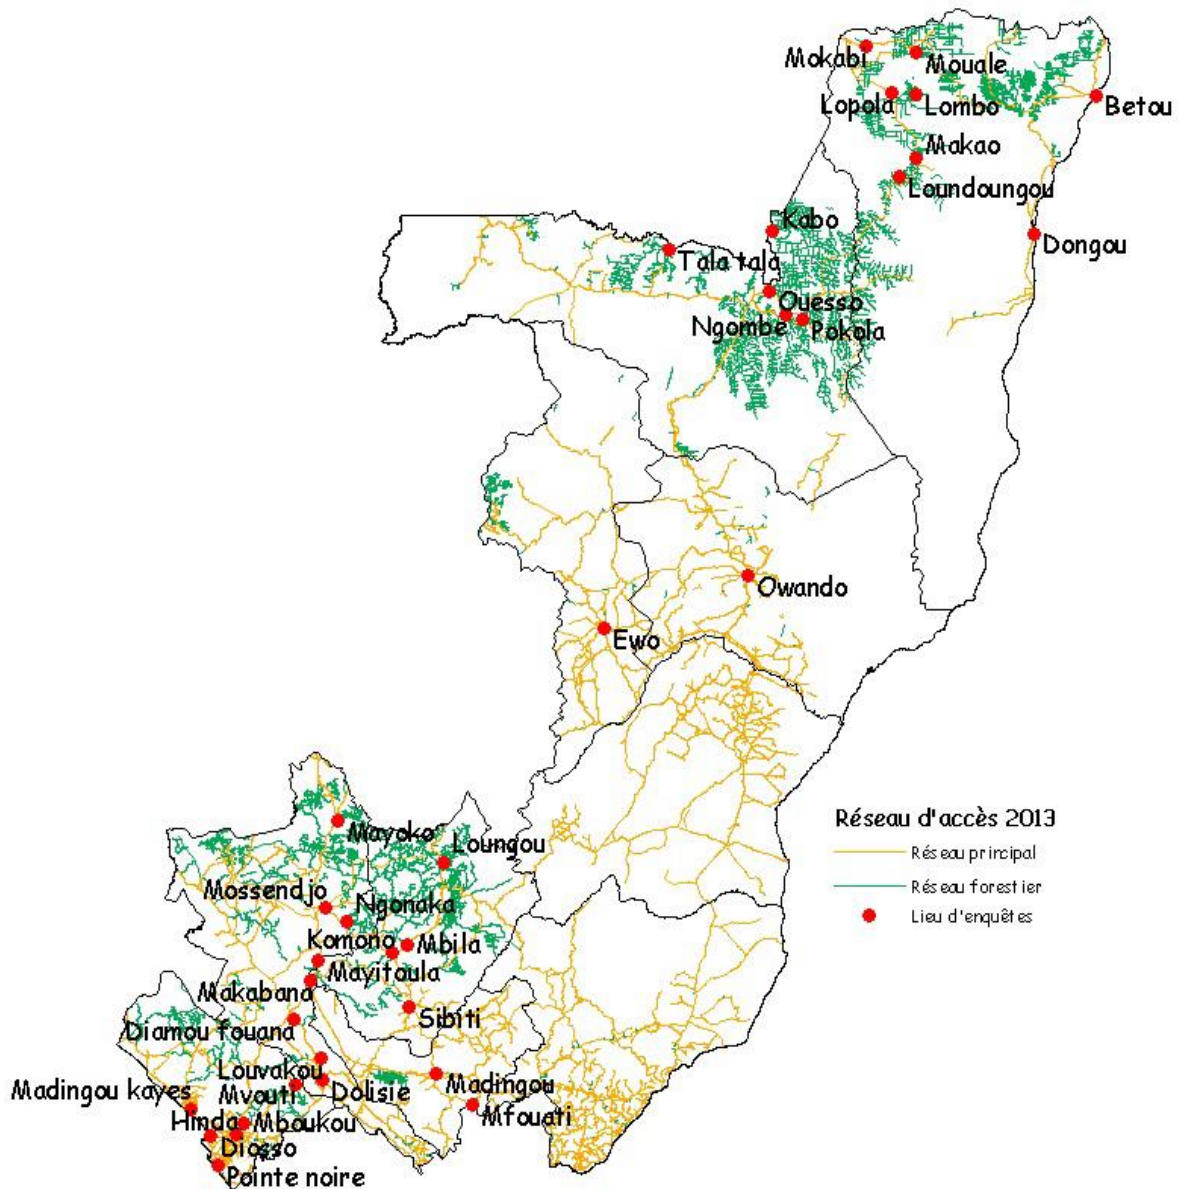 Mokabi
Mouale
Lopola
Lombo
Betou
Makao
Loundoungou
Kabo
Dongou
Tala tala
Ouesso
Ngombe
Pokola
Owando
Ewo
Réseau d'accès 2013
Réseau principal
Réseau forestier
Lieu d'enquêtes
Mayoko
Loungou
Mossendjo
Ngonaka
Komono
Mbila
Mayitoula
Makabana
Sibiti
Diamou fouana
Louvakou
Madingou kayes
Mvouti
Dolisie
Madingou
Mfouati
Hinda
Mboukou
Diosso
Pointe noire